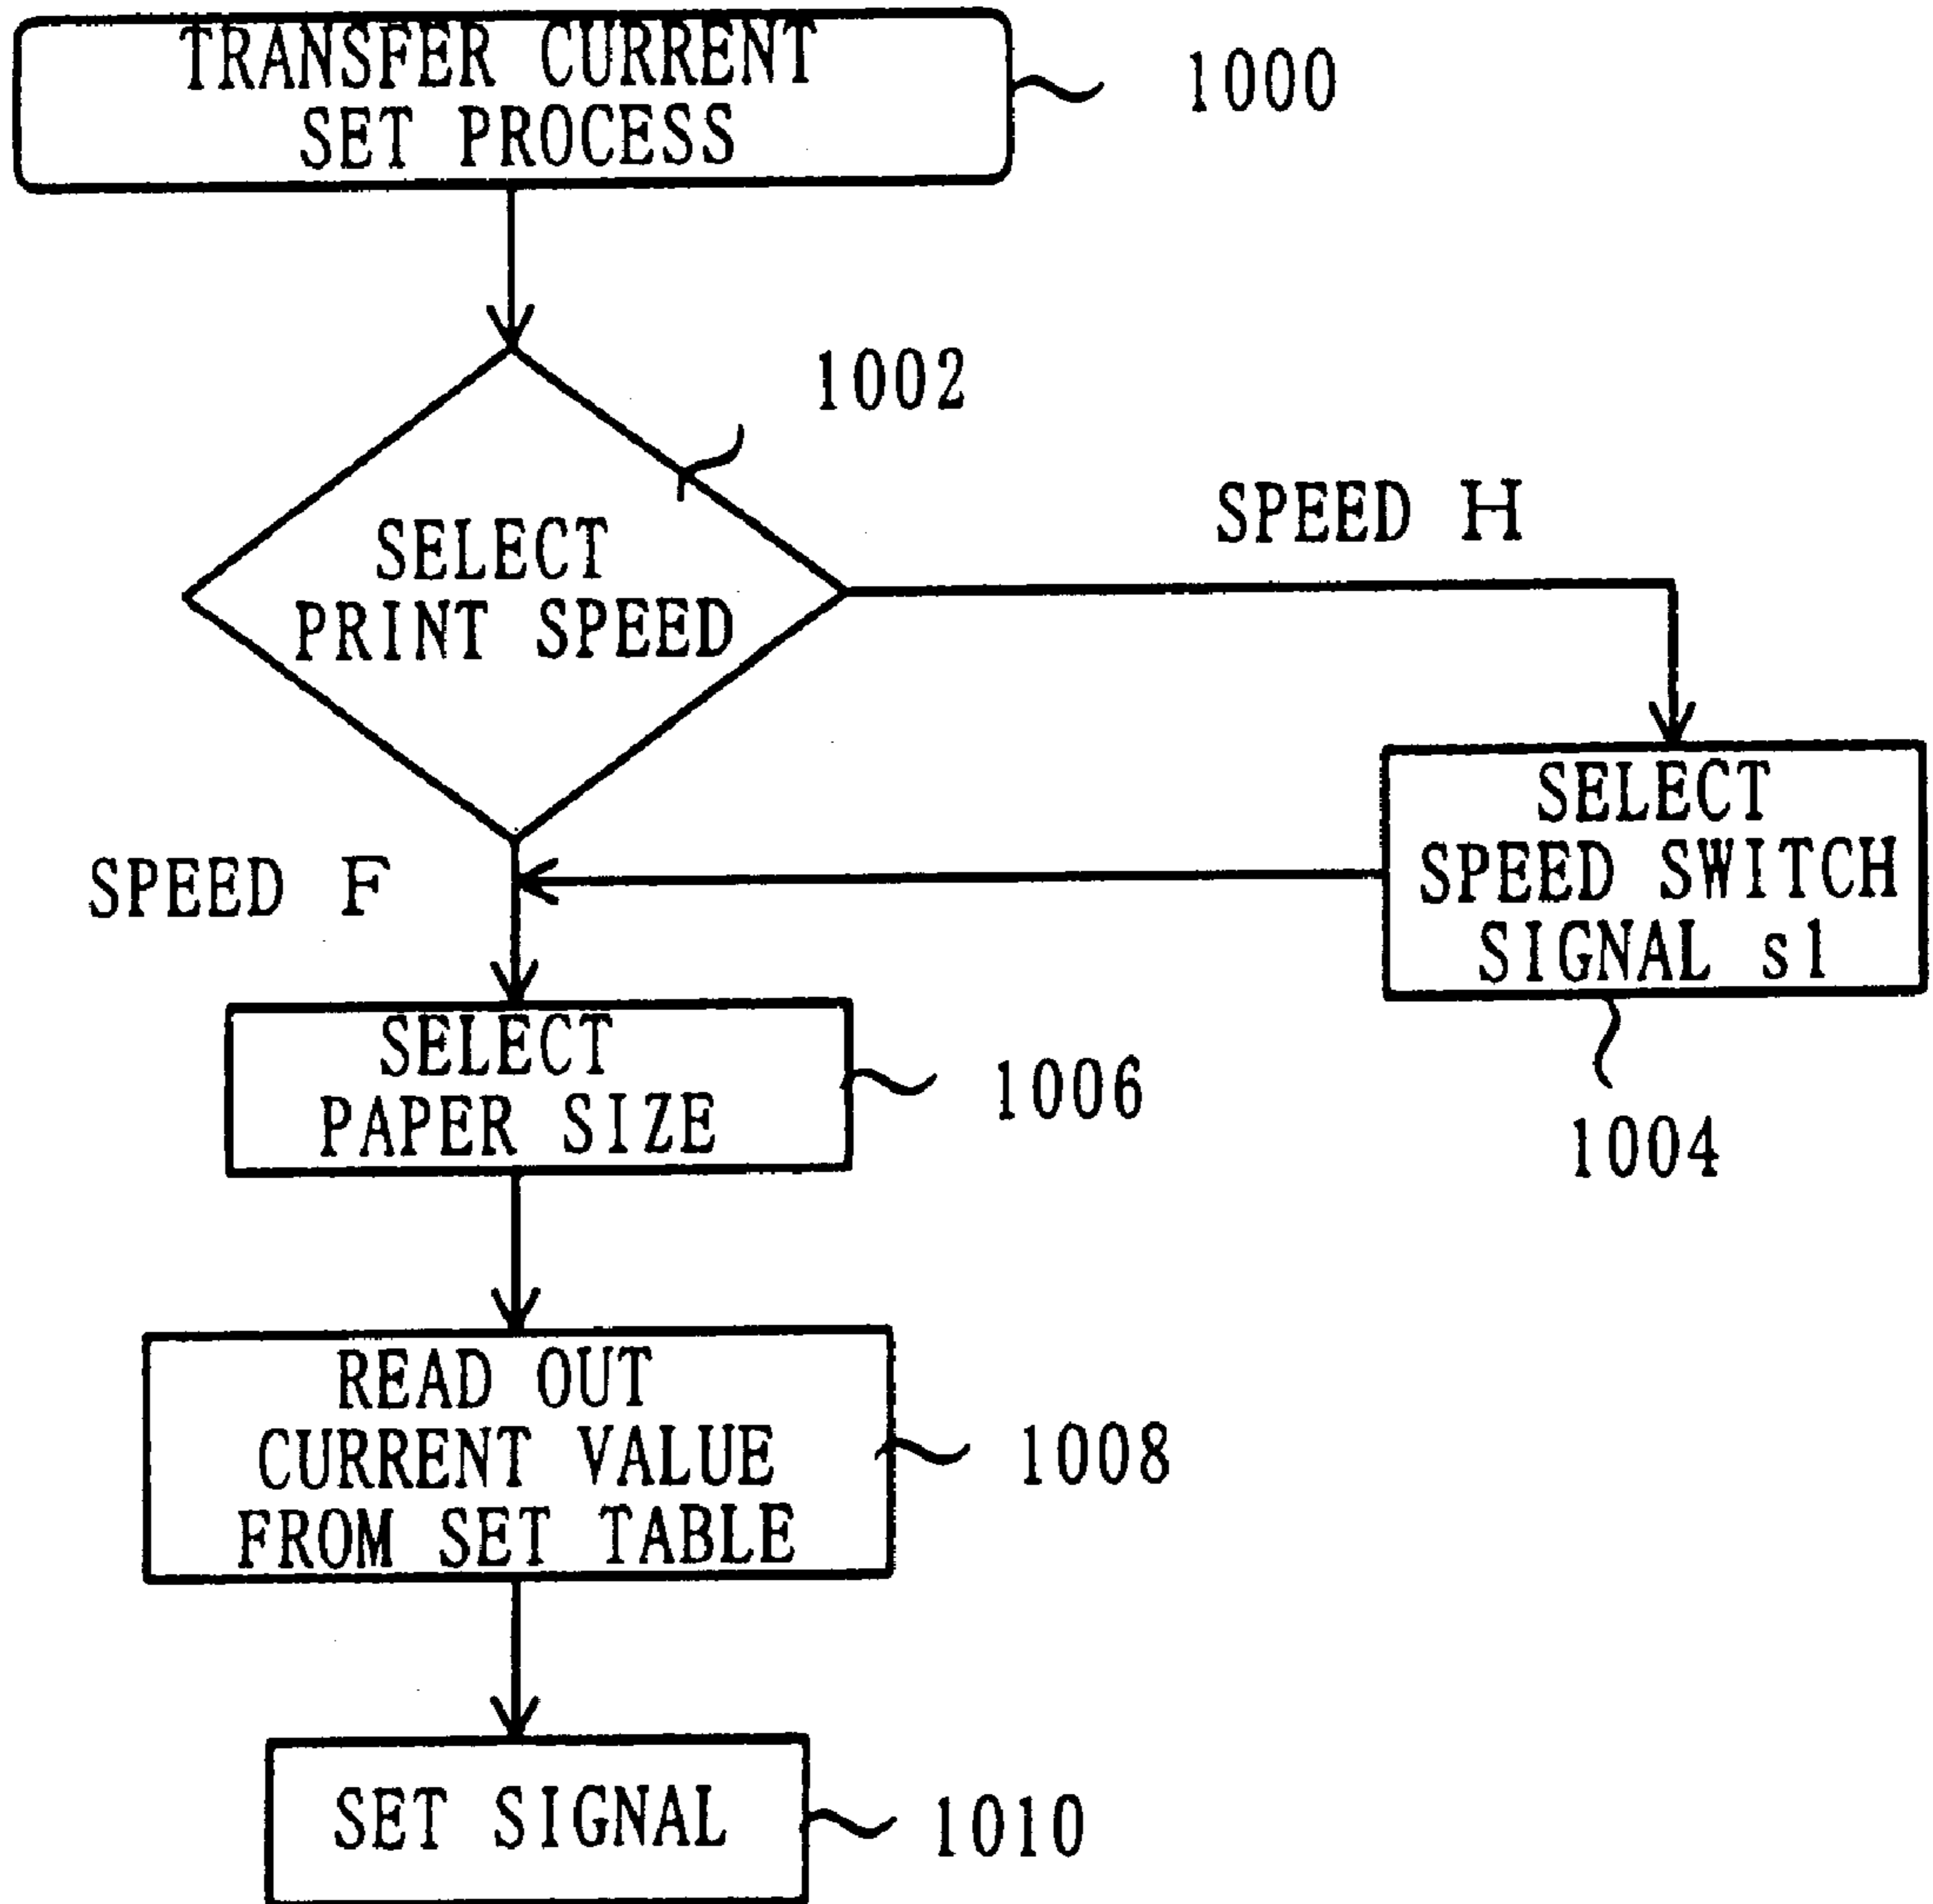 TRANSFER CURRENT
SET PROCESS
1000
1002
SELECT
PRINT SPEED
SPEED H
SELECT
SPEED SWITCH
SIGNAL s1
1004
SPEED F
SELECT
PAPER SIZE
1006
READ OUT
CURRENT VALUE
FROM SET TABLE
1008
SET SIGNAL
1010